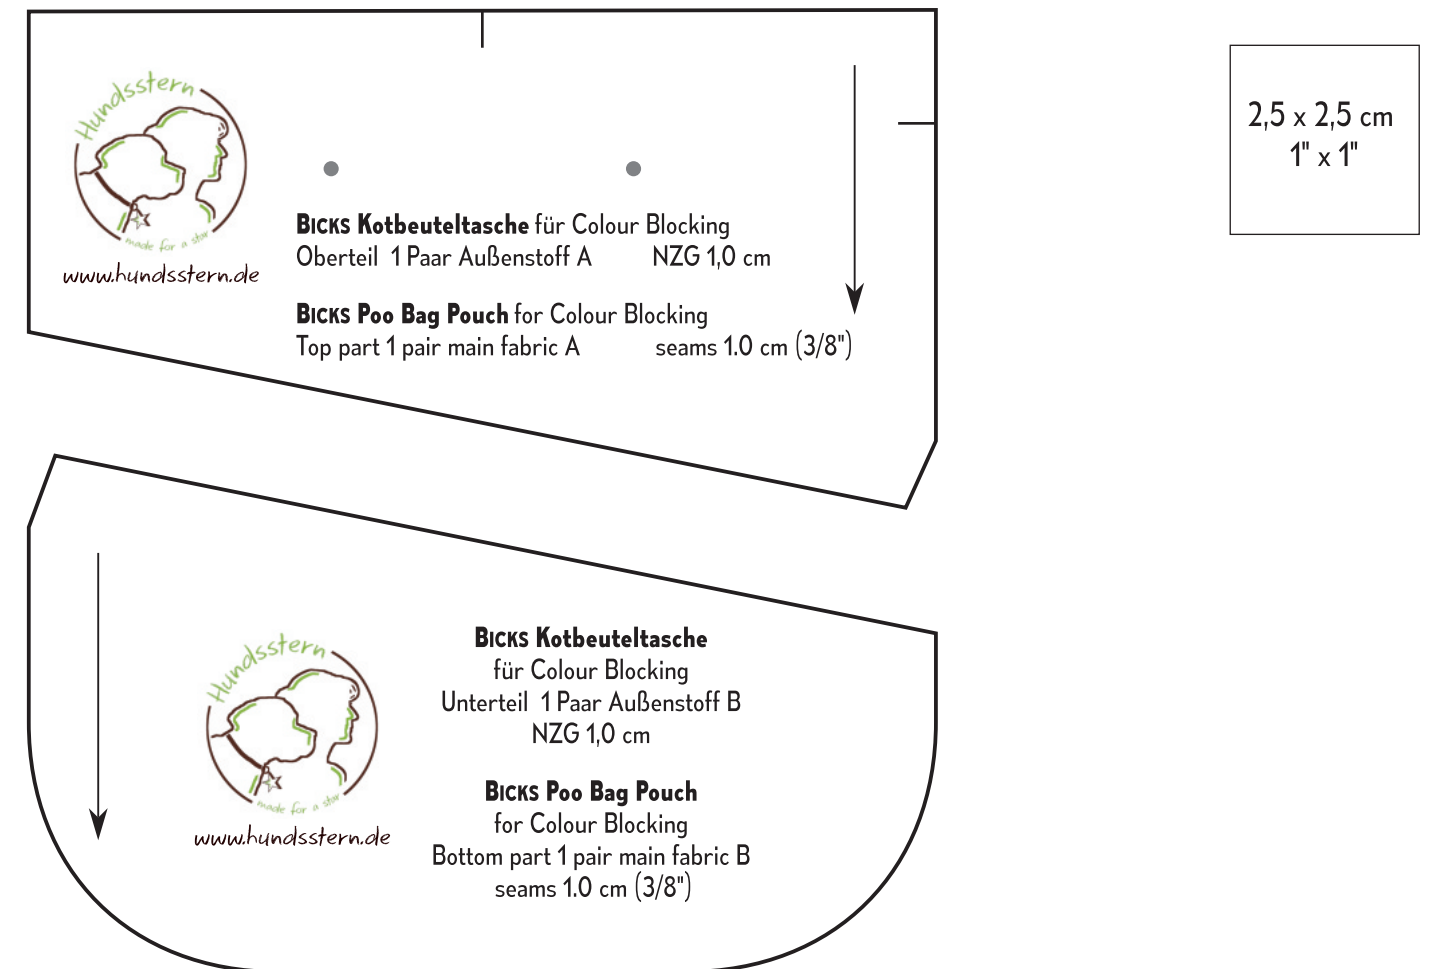 Hundsstern
made for a star
www.hundsstern.de
BICKS Kotbeuteltasche für Colour Blocking
Oberteil 1 Paar Außenstoff A NZG 1,0 cm
BICKS Poo Bag Pouch for Colour Blocking
Top part 1 pair main fabric A seams 1.0 cm (3/8")
2,5 x 2,5 cm
1" x 1"
Hundsstern
made for a star
www.hundsstern.de
BICKS Kotbeuteltasche
für Colour Blocking
Unterteil 1 Paar Außenstoff B
NZG 1,0 cm
BICKS Poo Bag Pouch
for Colour Blocking
Bottom part 1 pair main fabric B
seams 1.0 cm (3/8")